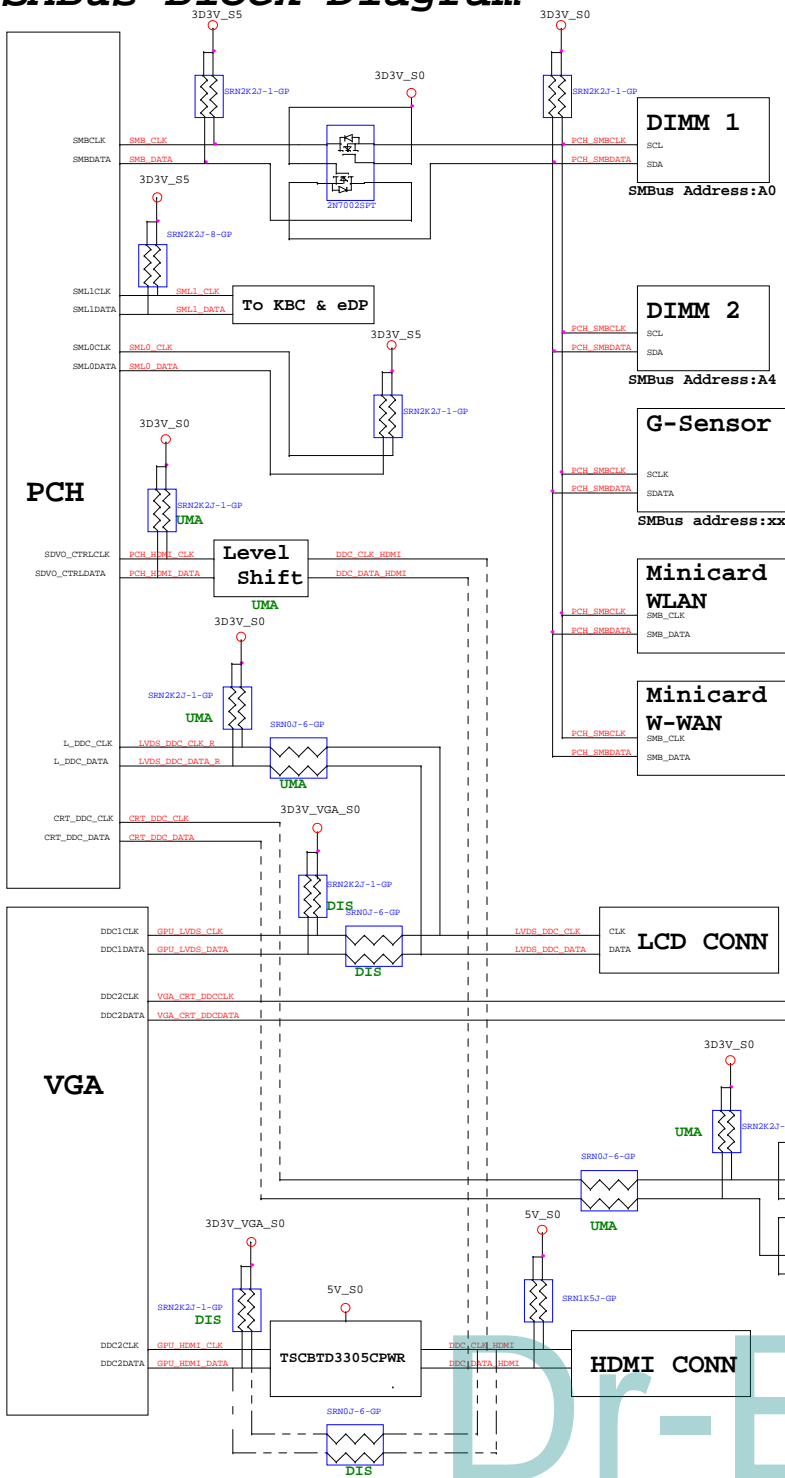 SMBus Block Diagram
3D3V_S5
3D3V_S0
SRN2K2J-1-GP
3D3V_S0
SRN2K2J-1-GP
DIMM 1
SMBCLK
SMB_CLK
PCH_SMBCLK
SCL
SMBDATA
SMB_DATA
PCH_SMBDATA
SDA
2N7002SPT
SMBus Address:A0
3D3V_S5
SRN2K2J-8-GP
SML1CLK
SML1_CLK
SML1DATA
SML1_DATA
To KBC & eDP
DIMM 2
PCH_SMBCLK
SCL
PCH_SMBDATA
SDA
SMBus Address:A4
3D3V_S5
SML0CLK
SML0_CLK
SML0DATA
SML0_DATA
SRN2K2J-1-GP
G-Sensor
PCH_SMBCLK
SCLK
PCH_SMBDATA
SDATA
SMBus address:xx
3D3V_S0
PCH
SRN2K2J-1-GP
UMA
SDVO_CTRLCLK
PCH_HDMI_CLK
SDVO_CTRLDATA
PCH_HDMI_DATA
Level
Shift
UMA
DDC_CLK_HDMI
DDC_DATA_HDMI
Minicard
WLAN
PCH_SMBCLK
SMB_CLK
PCH_SMBDATA
SMB_DATA
3D3V_S0
SRN2K2J-1-GP
UMA
SRN0J-6-GP
UMA
L_DDC_CLK
LVDS_DDC_CLK_R
L_DDC_DATA
LVDS_DDC_DATA_R
Minicard
W-WAN
PCH_SMBCLK
SMB_CLK
PCH_SMBDATA
SMB_DATA
3D3V_VGA_S0
CRT_DDC_CLK
CRT_DDC_CLK
CRT_DDC_DATA
CRT_DDC_DATA
SRN2K2J-1-GP
DIS
SRN0J-6-GP
DIS
DDC1CLK
GPU_LVDS_CLK
DDC1DATA
GPU_LVDS_DATA
LVDS_DDC_CLK
CLK
LVDS_DDC_DATA
DATA
LCD CONN
DDC2CLK
VGA_CRT_DDCCLK
DDC2DATA
VGA_CRT_DDCDATA
VGA
3D3V_S0
UMA
SRN2K2J-
SRN0J-6-GP
UMA
3D3V_VGA_S0
5V_S0
5V_S0
SRN2K2J-1-GP
DIS
SRN1K5J-GP
DDC2CLK
GPU_HDMI_CLK
DDC2DATA
GPU_HDMI_DATA
TSCBTD3305CPWR
DDC_CLK_HDMI
DDC_DATA_HDMI
HDMI CONN
SRN0J-6-GP
DIS
Dr-B